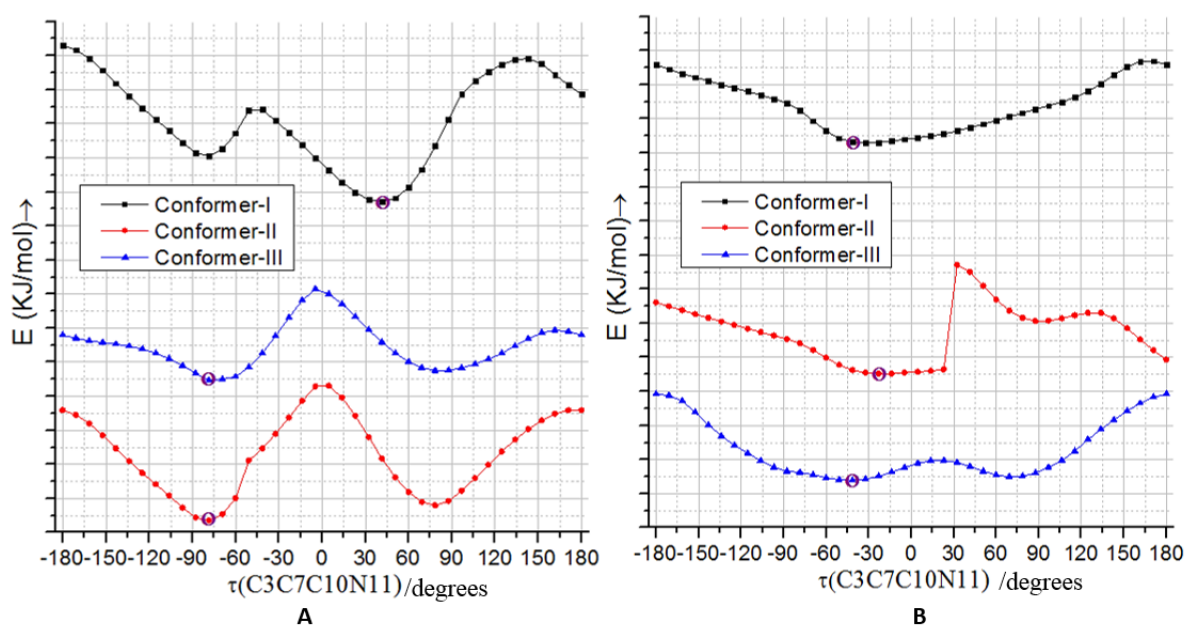 E (KJ/mol)→
Conformer-I
Conformer-II
Conformer-III
-180-150-120 -90 -60 -30 0 30 60 90 120 150 180
τ(C3C7C10N11)/degrees
A
E (KJ/mol)→
Conformer-I
Conformer-II
Conformer-III
-180-150-120 -90 -60 -30 0 30 60 90 120 150 180
τ(C3C7C10N11)/degrees
B